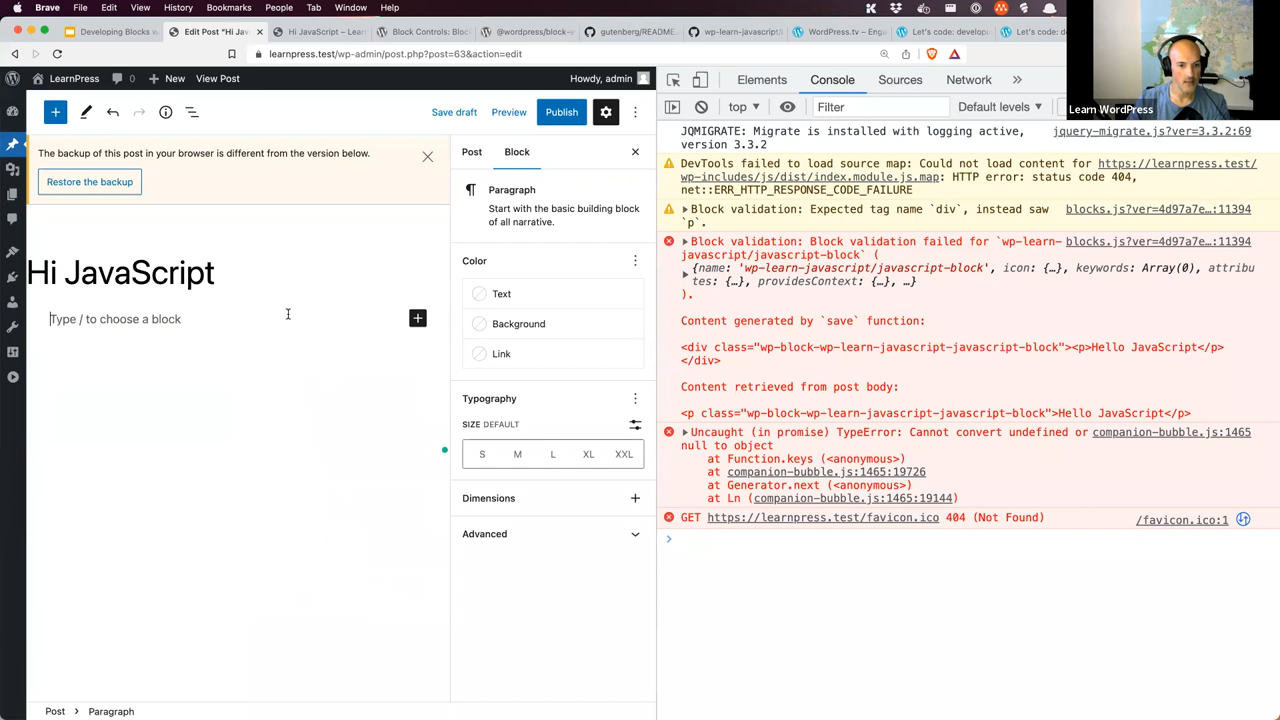 Brave File Edit View History Bookmarks People Tab Window Help
Developing Blocks w
Edit Post "Hi Jav
Hi JavaScript – Learn
Block Controls: Block
@wordpress/block-e
gutenberg/README.
wp-learn-javascript/
WordPress.tv – Eng
Let's code: develop
Let's code: develo
learnpress.test/wp-admin/post.php?post=63&action=edit
LearnPress 0 New View Post Howdy, admin
Save draft Preview Publish
The backup of this post in your browser is different from the version below.
Restore the backup
Hi JavaScript
Type / to choose a block
Post Block
Paragraph
Start with the basic building block
of all narrative.
Color
Text
Background
Link
Typography
SIZE DEFAULT
S M L XL XXL
Dimensions
Advanced
Post > Paragraph
Elements Console Sources Network »
top Filter Default levels
Learn WordPress
JQMIGRATE: Migrate is installed with logging active, jquery-migrate.js?ver=3.3.2:69
version 3.3.2
DevTools failed to load source map: Could not load content for https://learnpress.test/
wp-includes/js/dist/index.module.js.map: HTTP error: status code 404,
net::ERR_HTTP_RESPONSE_CODE_FAILURE
Block validation: Expected tag name `div`, instead saw blocks.js?ver=4d97a7e…:11394
`p`.
Block validation: Block validation failed for `wp-learn- blocks.js?ver=4d97a7e…:11394
javascript/javascript-block` (
{name: 'wp-learn-javascript/javascript-block', icon: {…}, keywords: Array(0), attribu
tes: {…}, providesContext: {…}, …}
).
Content generated by `save` function:
<div class="wp-block-wp-learn-javascript-javascript-block"><p>Hello JavaScript</p>
</div>
Content retrieved from post body:
<p class="wp-block-wp-learn-javascript-javascript-block">Hello JavaScript</p>
Uncaught (in promise) TypeError: Cannot convert undefined or companion-bubble.js:1465
null to object
at Function.keys (<anonymous>)
at companion-bubble.js:1465:19726
at Generator.next (<anonymous>)
at Ln (companion-bubble.js:1465:19144)
GET https://learnpress.test/favicon.ico 404 (Not Found) /favicon.ico:1